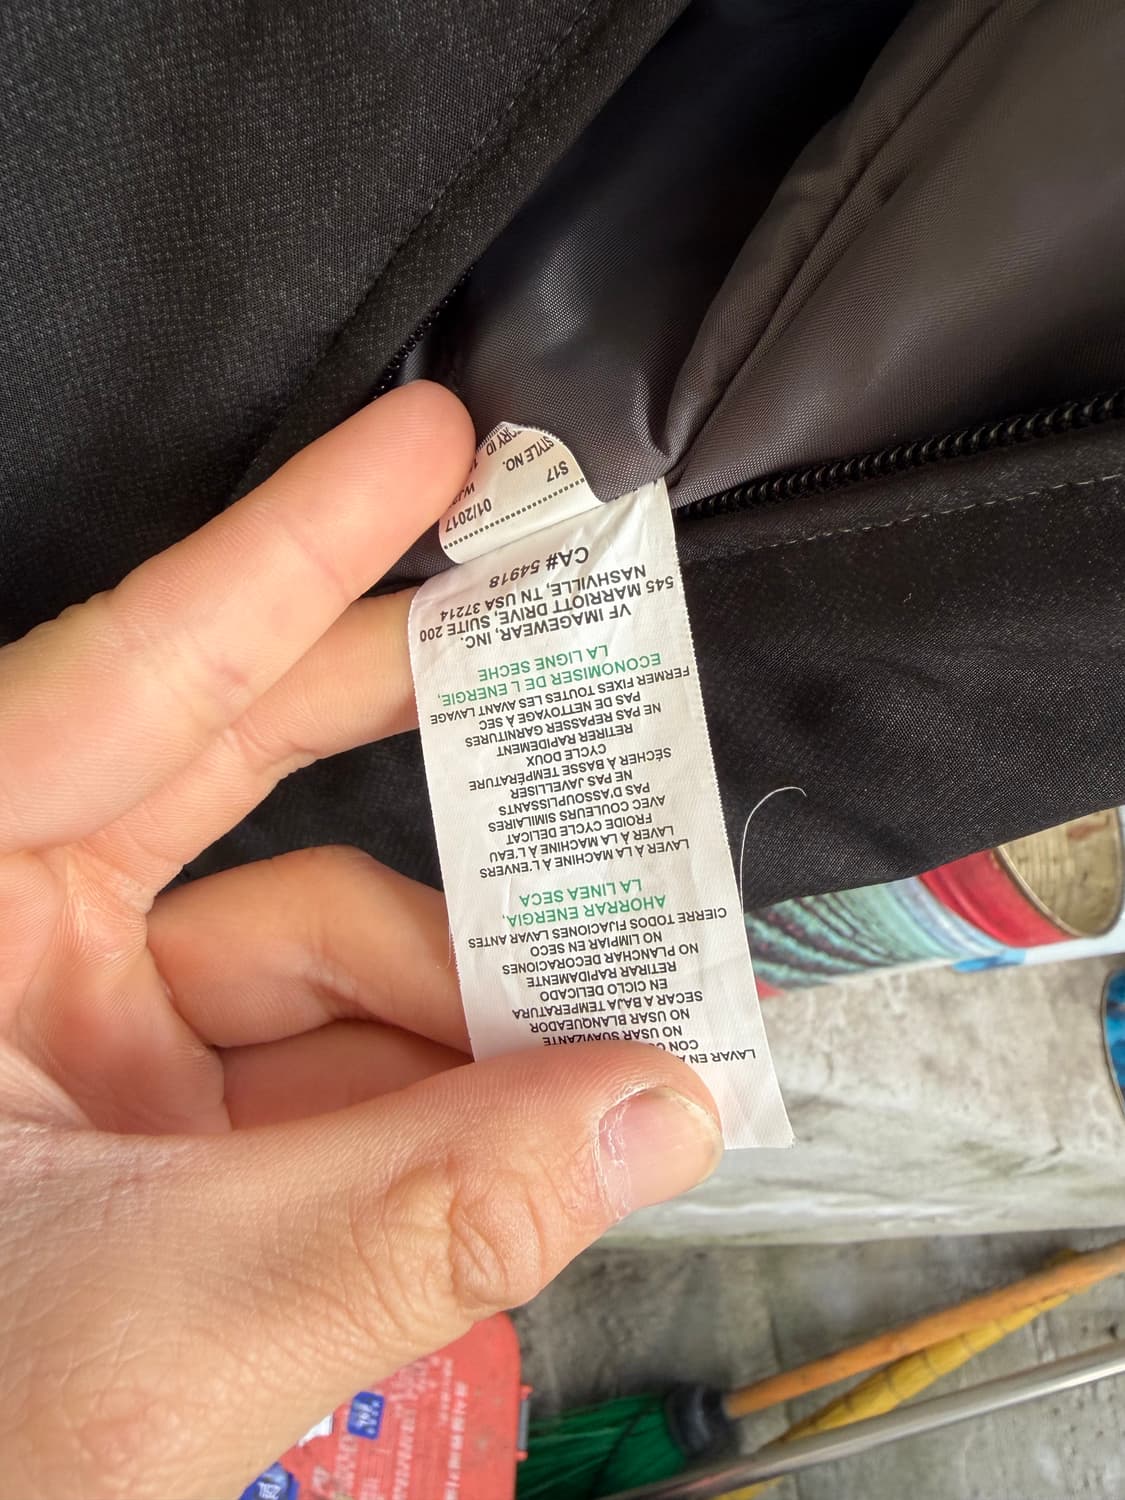 LAVAR EN
CON
NO USAR SUAVIZANTE
NO USAR BLANQUEADOR
SECAR A BAJA TEMPERATURA
EN CICLO DELICADO
RETIRAR RAPIDAMENTE
NO PLANCHAR DECORACIONES
NO LIMPIAR EN SECO
CIERRE TODOS FIJACIONES LAVAR ANTES
AHORRAR ENERGIA,
LA LINEA SECA
LAVER À LA MACHINE À L'ENVERS
LAVER À LA MACHINE À L'EAU
FROIDE CYCLE DELICAT
AVEC COULEURS SIMILAIRES
PAS D'ASSOUPLISSANTS
NE PAS JAVELLISER
SÉCHER À BASSE TEMPÉRATURE
CYCLE DOUX
RETIRER RAPIDEMENT
NE PAS REPASSER GARNITURES
PAS DE NETTOYAGE À SEC
FERMER FIXES TOUTES LES AVANT LAVAGE
ECONOMISER DE L ENERGIE,
LA LIGNE SECHE
VF IMAGEWEAR, INC.
545 MARRIOTT DRIVE, SUITE 200
NASHVILLE, TN USA 37214
CA# 54918
S17 01/2017
STYLE NO.
ID